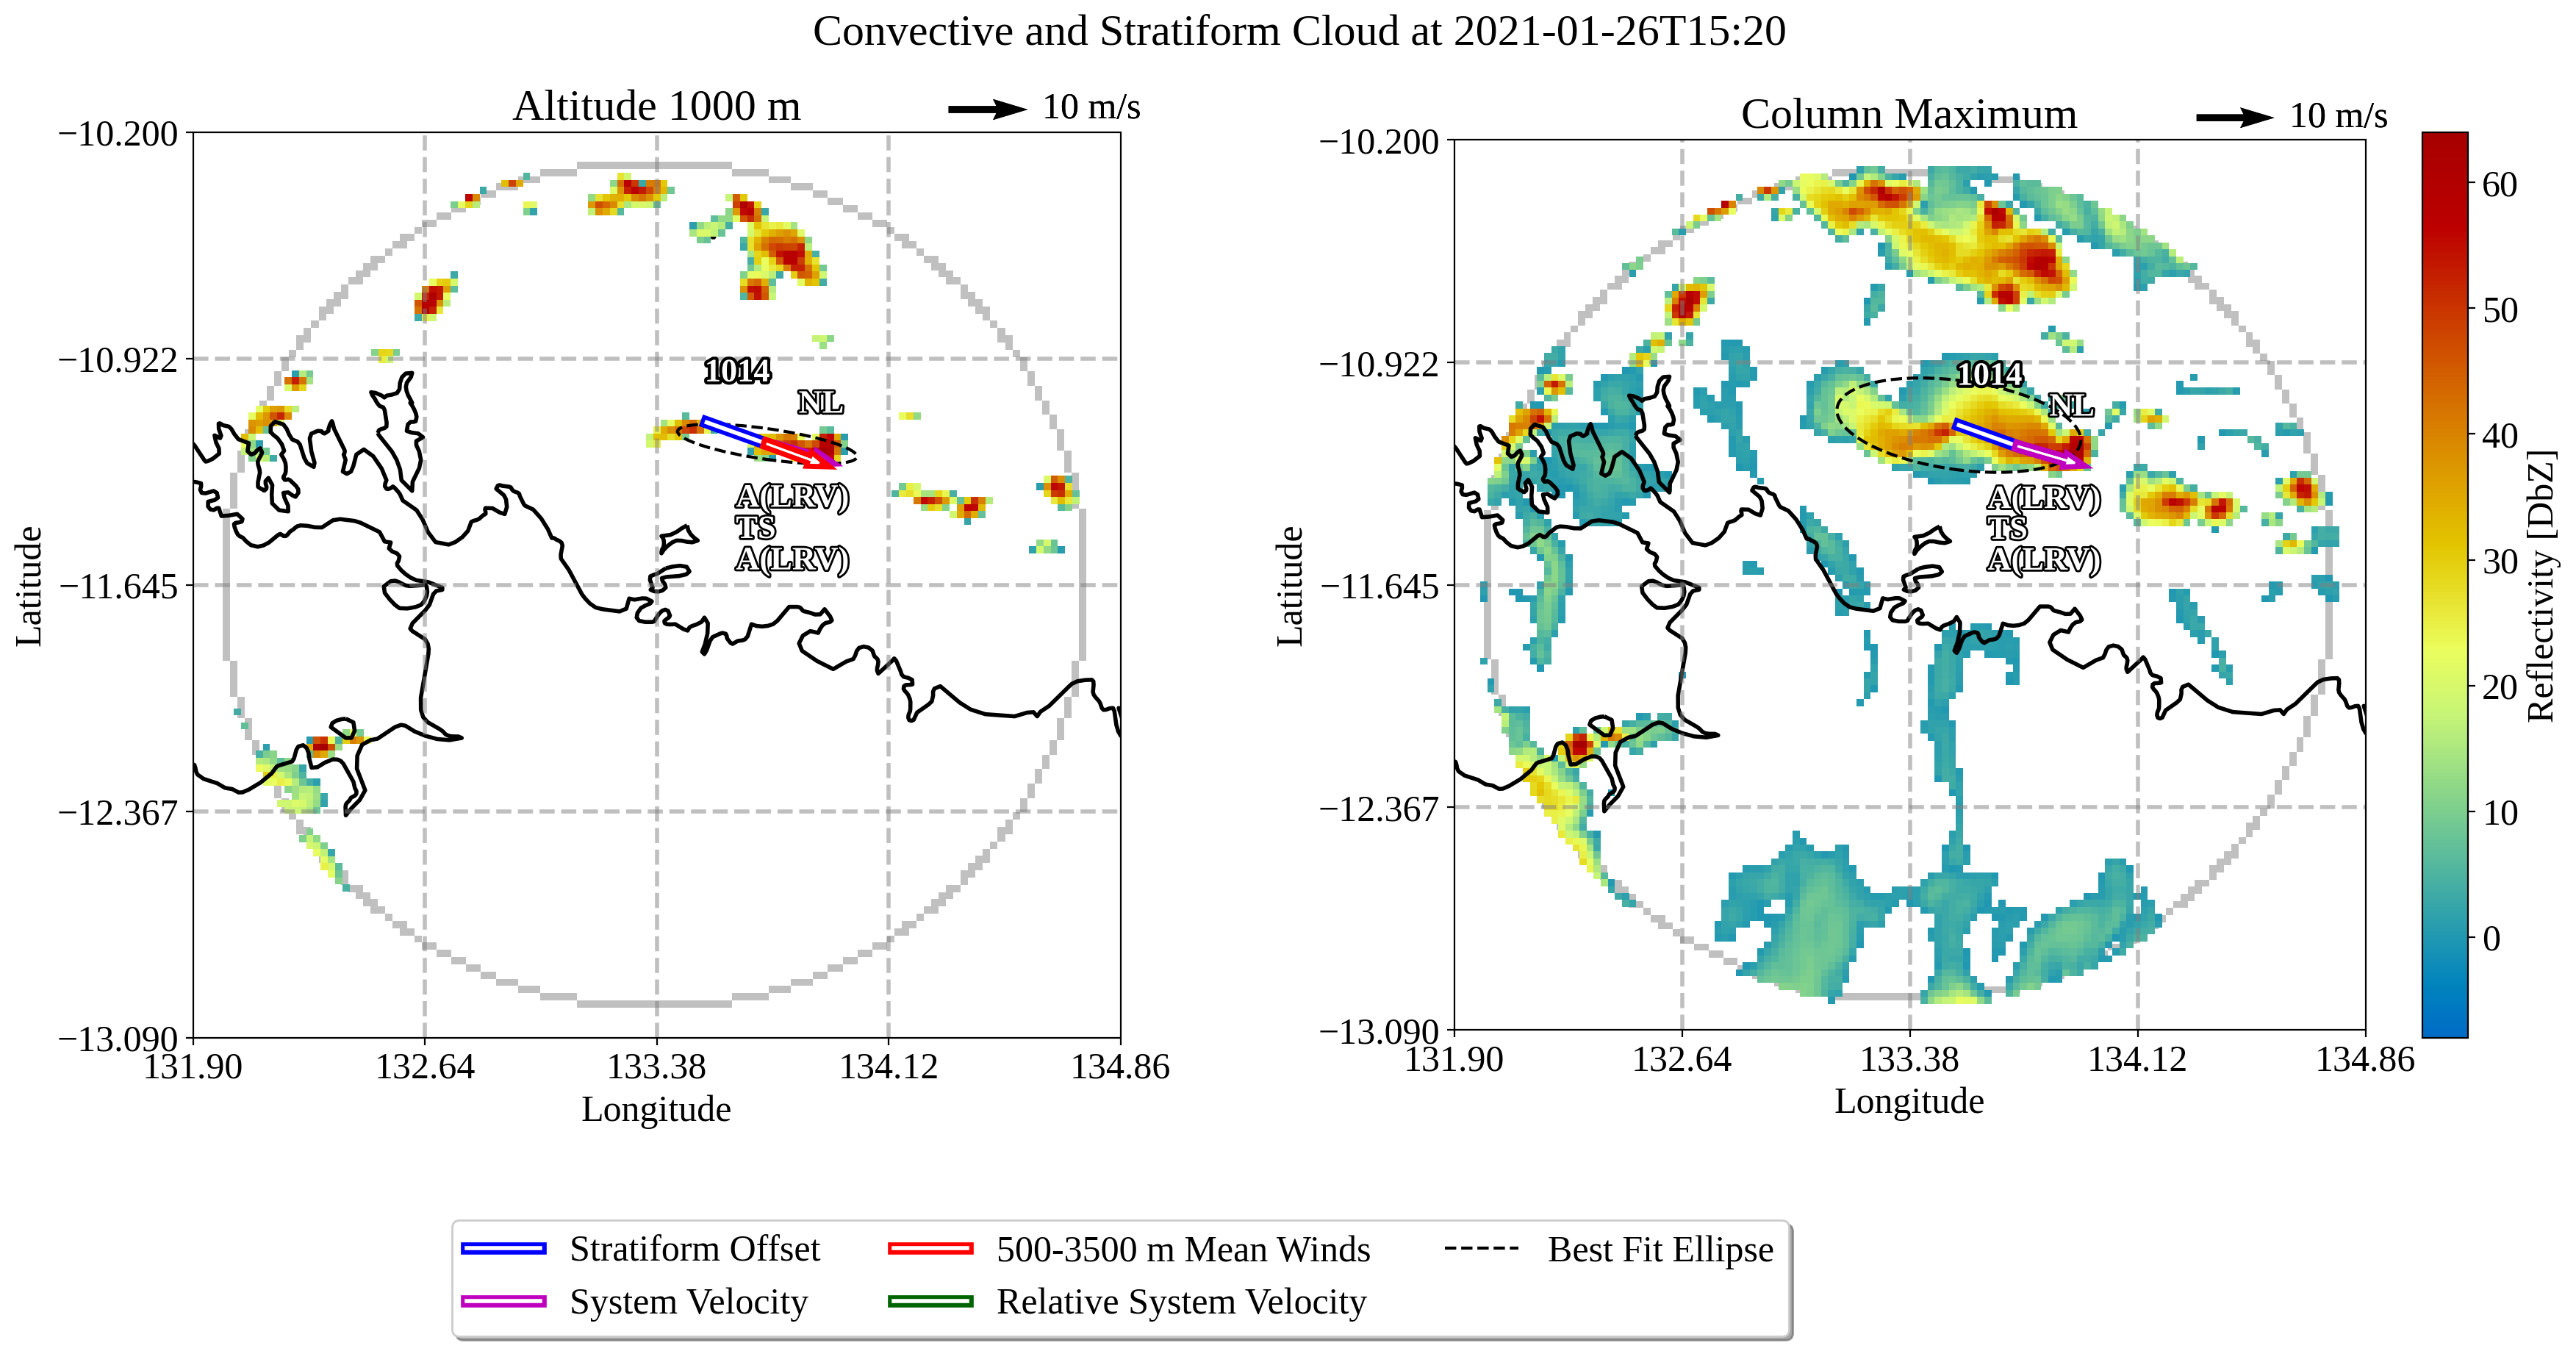 Convective and Stratiform Cloud at 2021-01-26T15:20
Altitude 1000 m
10 m/s
−10.200
−10.922
−11.645
−12.367
−13.090
Latitude
131.90
132.64
133.38
134.12
134.86
Longitude
1014
NL
A(LRV)
TS
A(LRV)
Column Maximum
10 m/s
−10.200
−10.922
−11.645
−12.367
−13.090
Latitude
131.90
132.64
133.38
134.12
134.86
Longitude
1014
NL
A(LRV)
TS
A(LRV)
60
50
40
30
20
10
0
Reflectivity [DbZ]
Stratiform Offset
500-3500 m Mean Winds
Best Fit Ellipse
System Velocity
Relative System Velocity